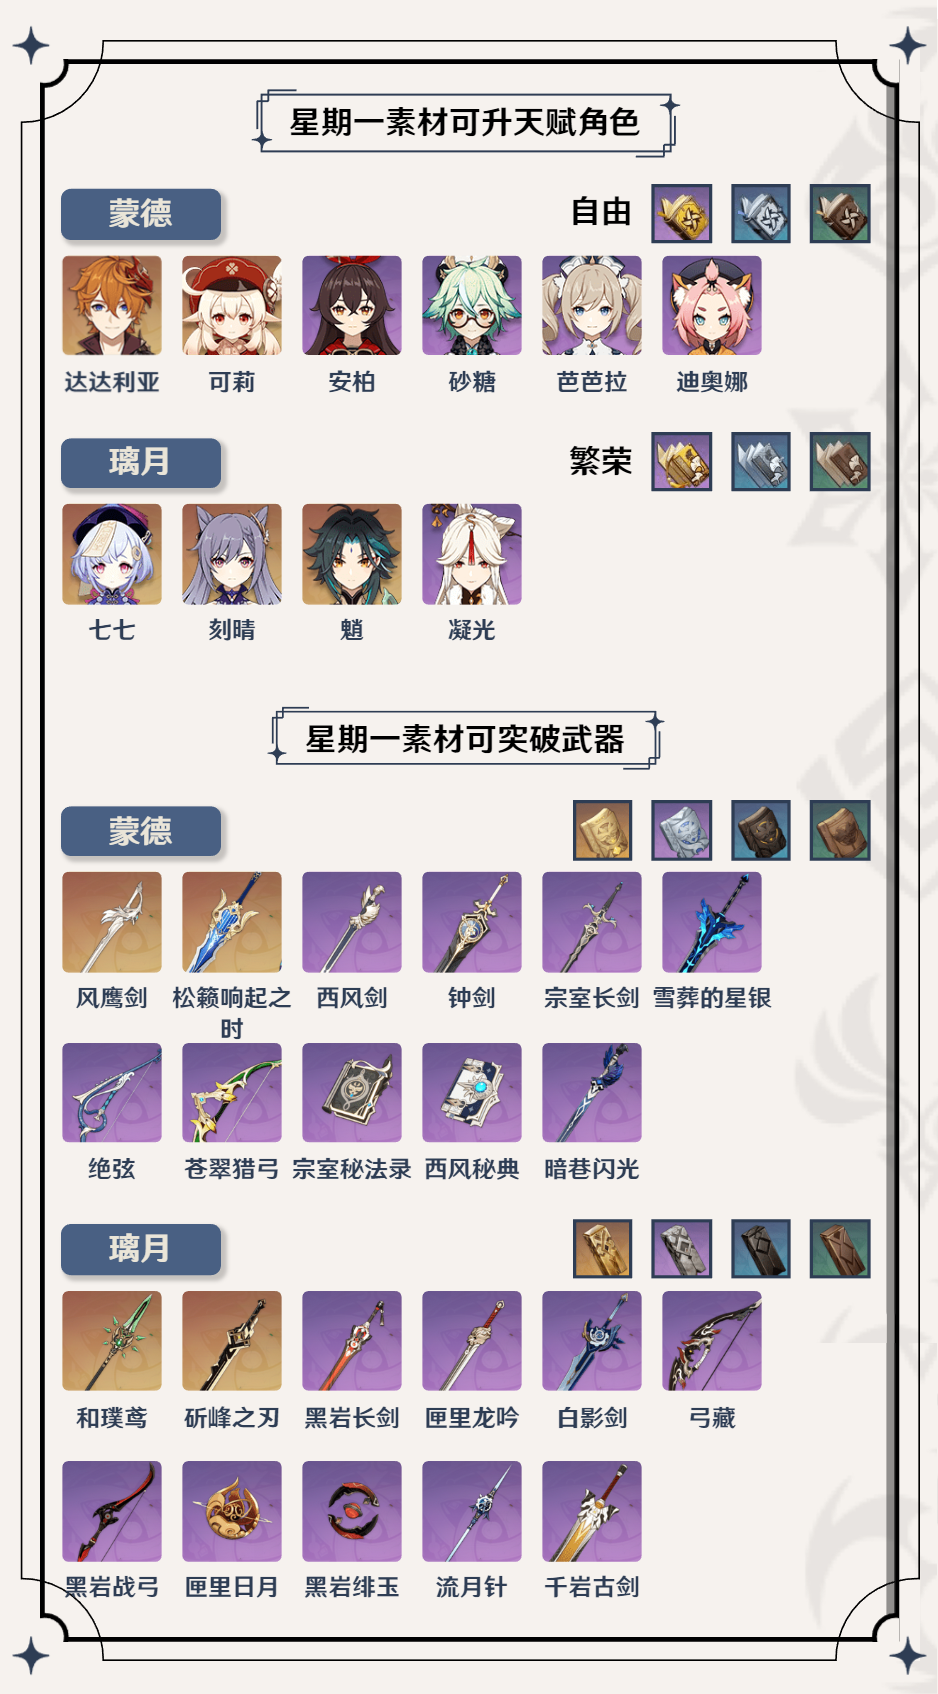 星期一素材可升天赋角色
蒙德
自由
达达利亚 可莉 安柏 砂糖 芭芭拉 迪奥娜
璃月
繁荣
七七 刻晴 魈 凝光
星期一素材可突破武器
蒙德
风鹰剑 松籁响起之 西风剑 钟剑 宗室长剑 雪葬的星银
时
绝弦 苍翠猎弓 宗室秘法录 西风秘典 暗巷闪光
璃月
和璞鸢 斫峰之刃 黑岩长剑 匣里龙吟 白影剑 弓藏
黑岩战弓 匣里日月 黑岩绯玉 流月针 千岩古剑